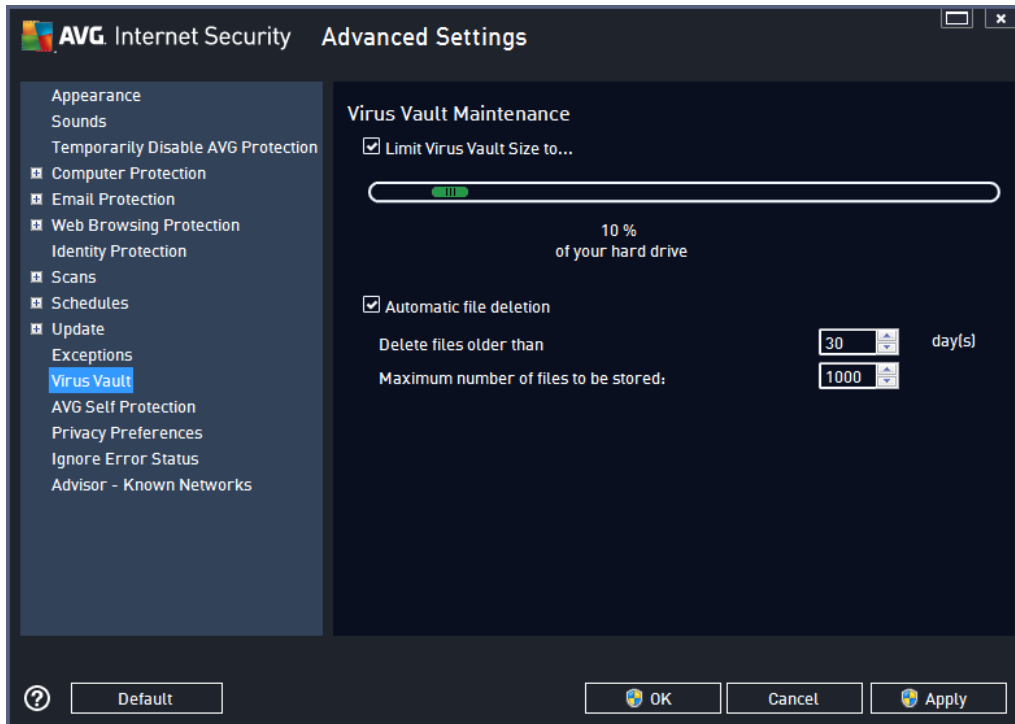 AVG. Internet Security Advanced Settings
Appearance
Sounds
Temporarily Disable AVG Protection
Computer Protection
Email Protection
Web Browsing Protection
Identity Protection
Scans
Schedules
Update
Exceptions
Virus Vault
AVG Self Protection
Privacy Preferences
Ignore Error Status
Advisor - Known Networks
Virus Vault Maintenance
Limit Virus Vault Size to...
10 %
of your hard drive
Automatic file deletion
Delete files older than 30 day(s)
Maximum number of files to be stored: 1000
? Default OK Cancel Apply